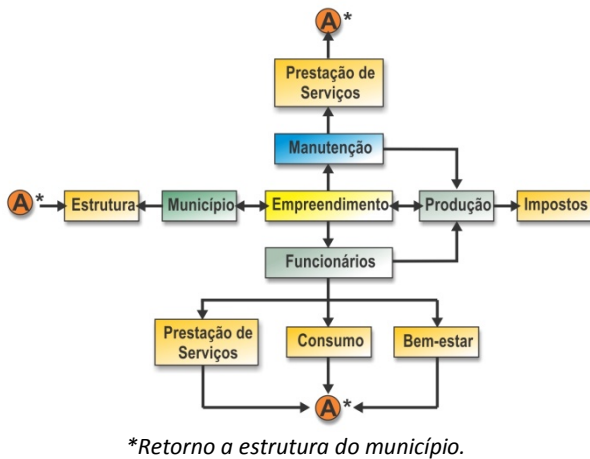 A*
Prestação de
Serviços
Manutenção
A*
Estrutura
Município
Empreendimento
Produção
Impostos
Funcionários
Prestação de
Serviços
Consumo
Bem-estar
A*
*Retorno a estrutura do município.